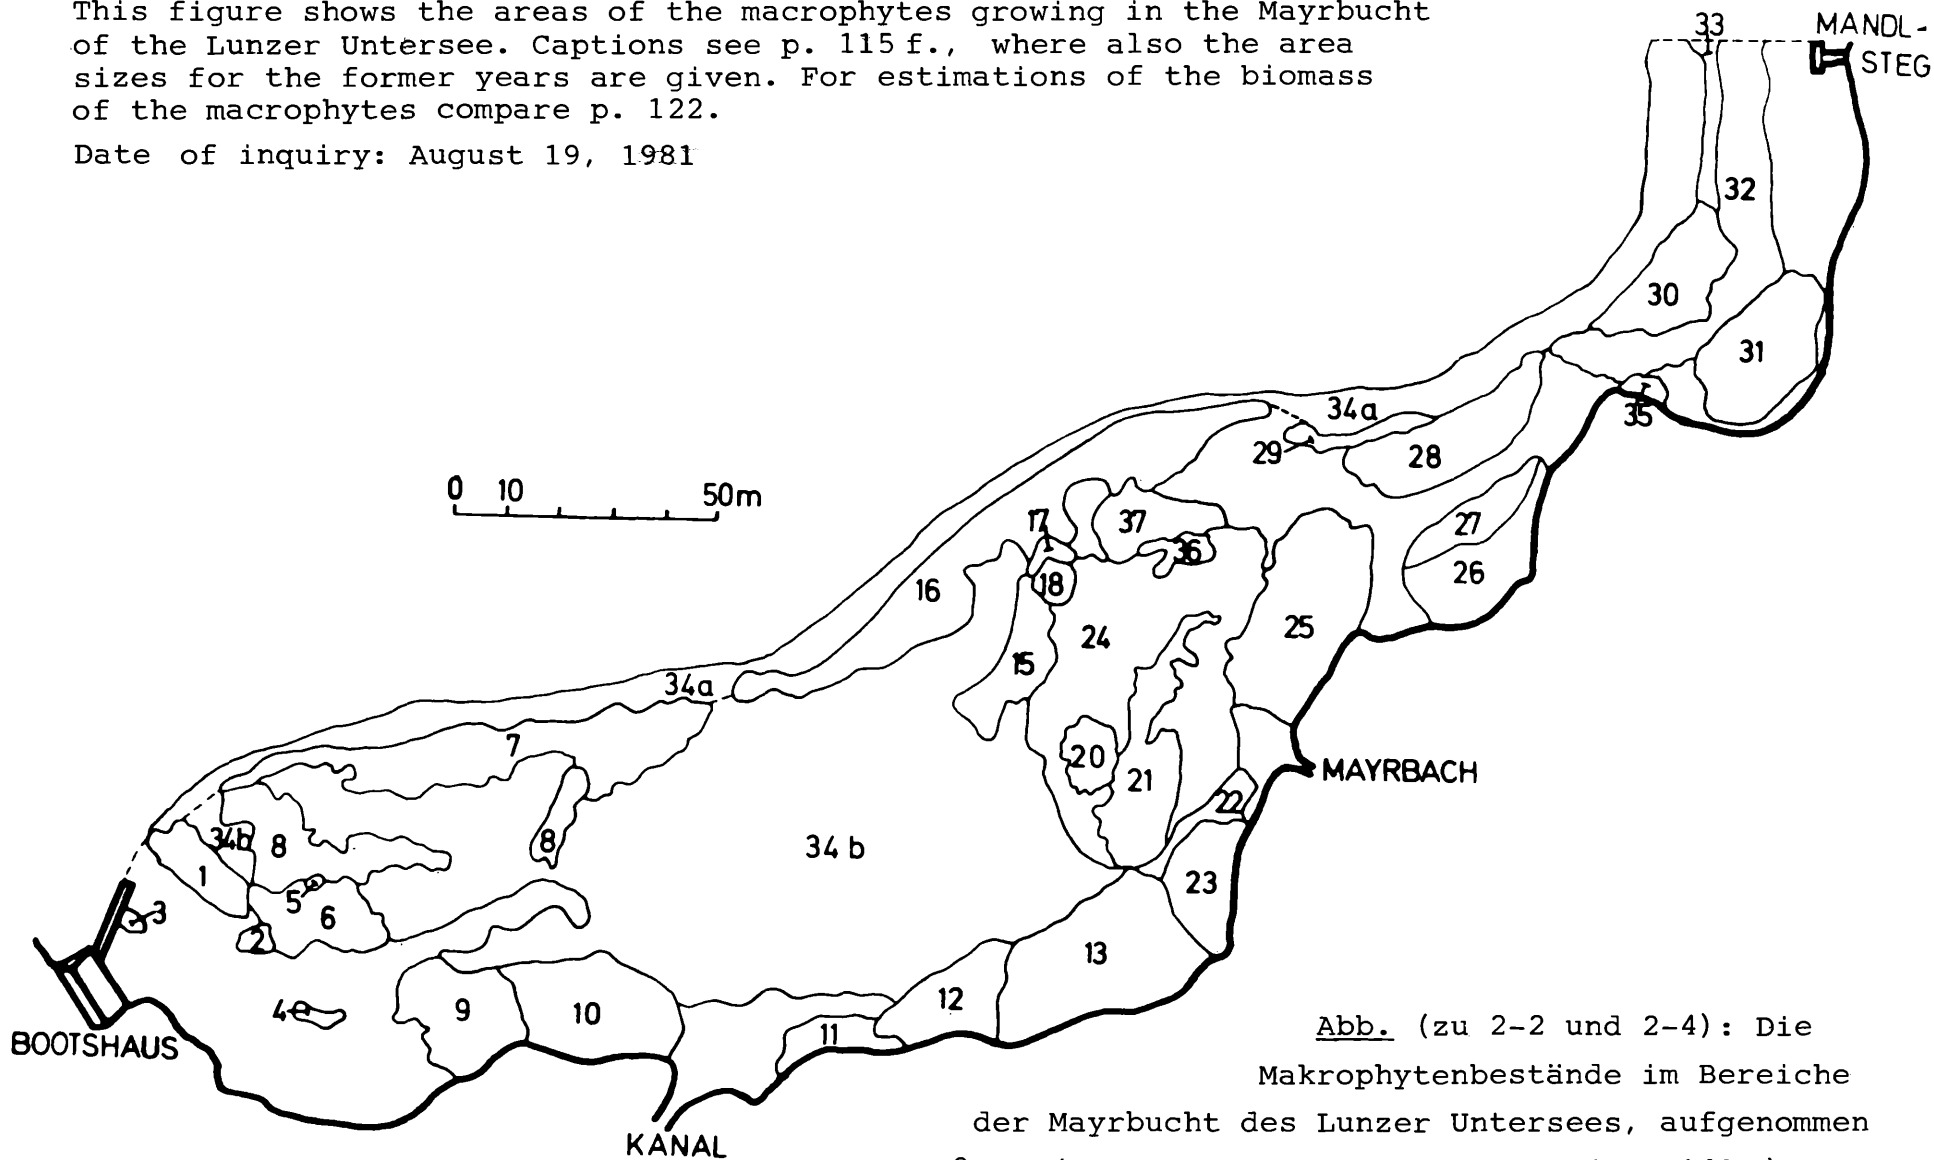 This figure shows the areas of the macrophytes growing in the Mayrbucht
of the Lunzer Untersee. Captions see p. 115 f., where also the area
sizes for the former years are given. For estimations of the biomass
of the macrophytes compare p. 122.
Date of inquiry: August 19, 1981
33
MANDL-
STEG
32
30
31
35
34a
29
28
0 10 50m
17
37
36
27
26
18
16
25
24
15
34a
7
20
21
MAYRBACH
22
34b
8
8
34 b
1
5
6
23
3
2
13
4
9
10
12
11
BOOTSHAUS
KANAL
Abb. (zu 2-2 und 2-4): Die
Makrophytenbestände im Bereiche
der Mayrbucht des Lunzer Untersees, aufgenommen